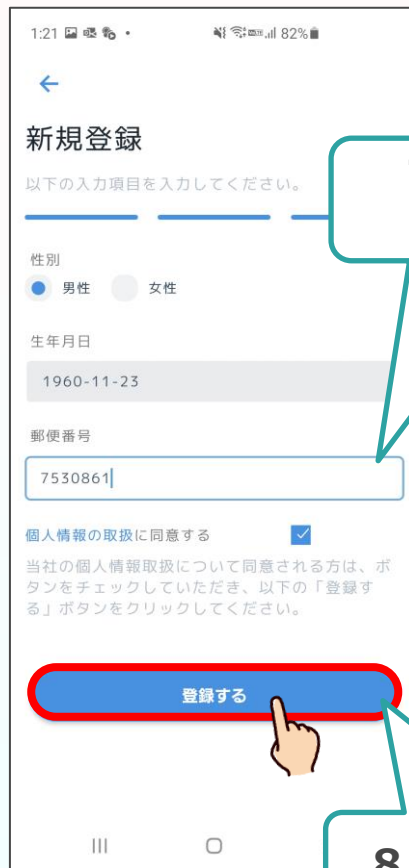 1:21 82%
新規登録
以下の入力項目を入力してください。
性別
男性 女性
生年月日
1960-11-23
郵便番号
7530861
個人情報の取扱に同意する
当社の個人情報取扱について同意される方は、ボ
タンをチェックしていただき、以下の「登録す
る」ボタンをクリックしてください。
登録する
8